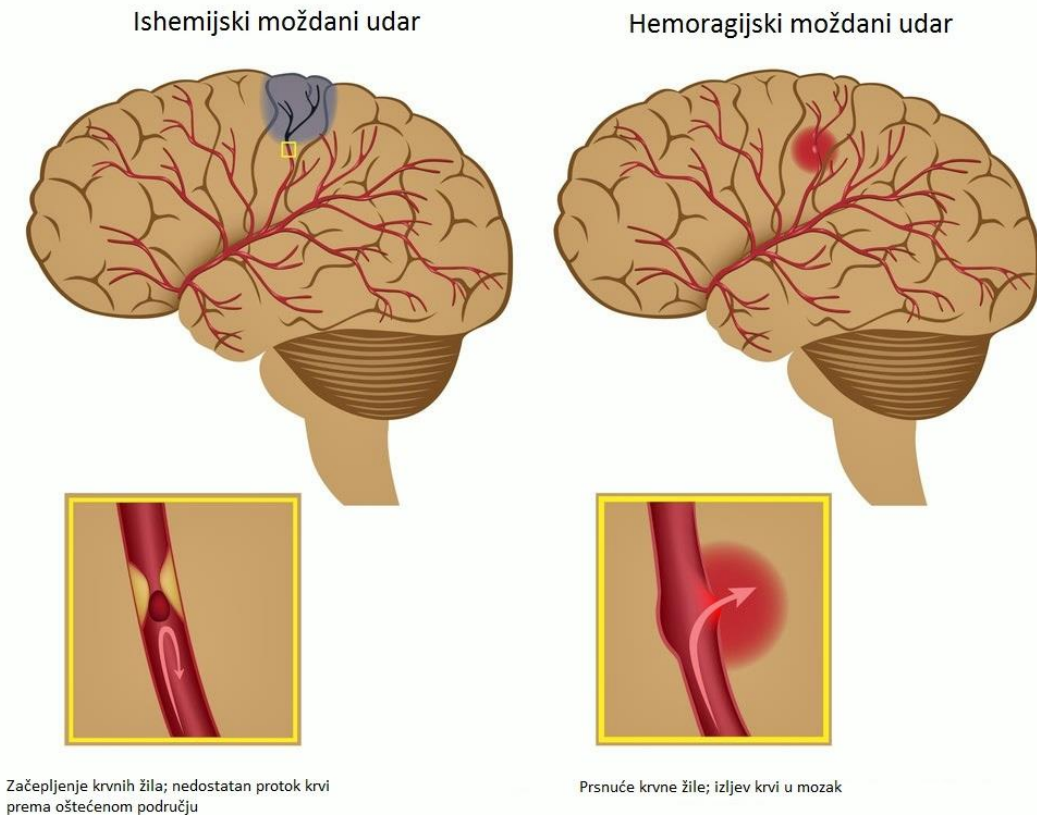 Ishemijski moždani udar
Hemoragijski moždani udar
Začepljenje krvnih žila; nedostatan protok krvi
prema oštećenom području
Prsnuće krvne žile; izljev krvi u mozak